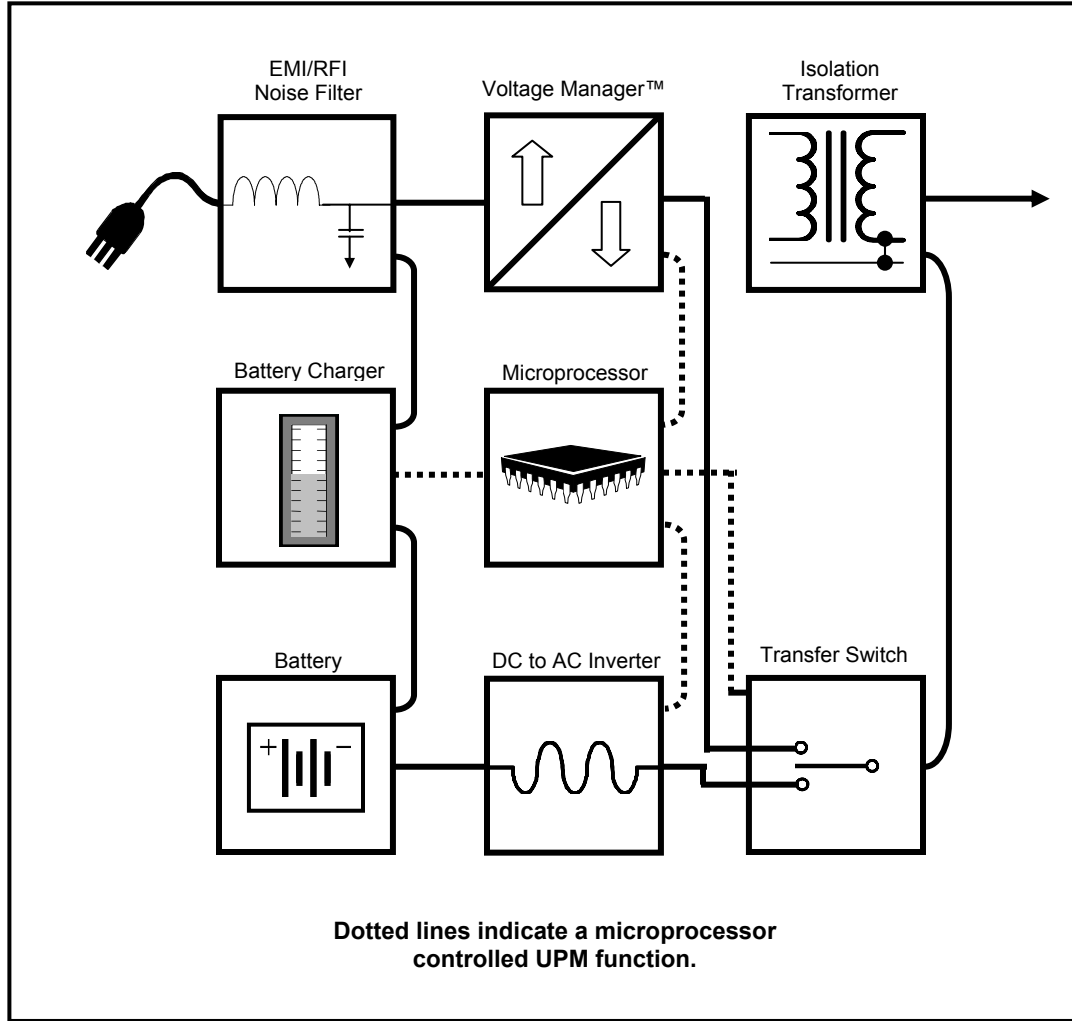 EMI/RFI
Noise Filter
Voltage Manager™
Isolation
Transformer
Battery Charger
Microprocessor
Battery
DC to AC Inverter
Transfer Switch
+ −
Dotted lines indicate a microprocessor
controlled UPM function.